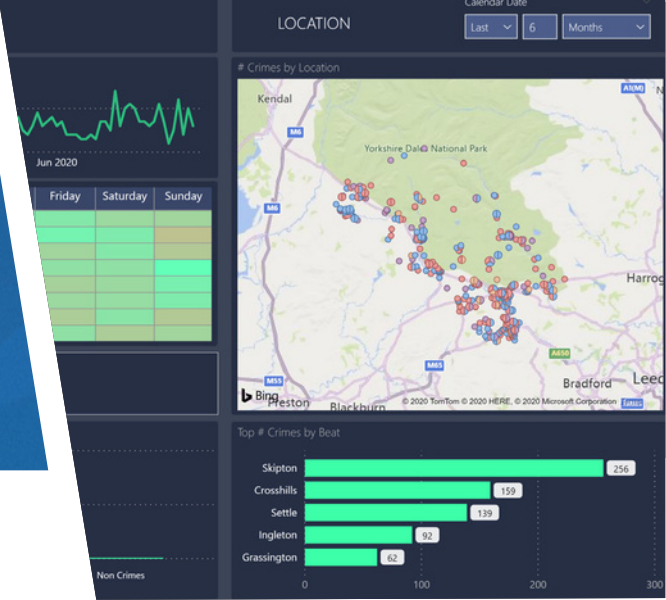 Calendar Date
LOCATION
Last
6
Months
# Crimes by Location
Kendal
A1(M)
M6
Yorkshire Dales National Park
M6
Harrog
A650
M65
M55
Bradford
Leed
Bing
Preston
Blackburn
© 2020 TomTom © 2020 HERE, © 2020 Microsoft Corporation
Terms
Jun 2020
Friday
Saturday
Sunday
Non Crimes
Top # Crimes by Beat
Skipton
256
Crosshills
159
Settle
139
Ingleton
92
Grassington
62
0
100
200
300